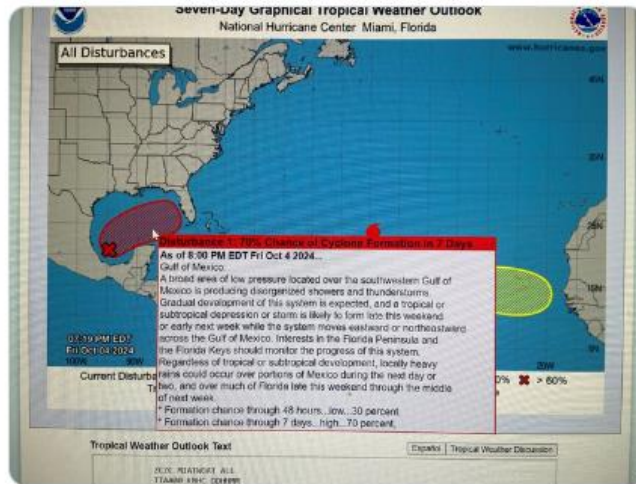 Seven-Day Graphical Tropical Weather Outlook
National Hurricane Center Miami, Florida
All Disturbances
www.hurricanes.gov
Disturbance 1: 70% Chance of Cyclone Formation in 7 Days
As of 8:00 PM EDT Fri Oct 4 2024...
Gulf of Mexico:
A broad area of low pressure located over the southwestern Gulf of
Mexico is producing disorganized showers and thunderstorms.
Gradual development of this system is expected, and a tropical or
subtropical depression or storm is likely to form late this weekend
or early next week while the system moves eastward or northeastward
across the Gulf of Mexico. Interests in the Florida Peninsula and
the Florida Keys should monitor the progress of this system.
Regardless of tropical or subtropical development, locally heavy
rains could occur over portions of Mexico during the next day or
two, and over much of Florida late this weekend through the middle
of next week.
* Formation chance through 48 hours...low...30 percent.
* Formation chance through 7 days...high...70 percent.
07:19 PM EDT
Fri Oct 04 2024
100W 90W
20W
Current Disturba
0% > 60%
Tropical Weather Outlook Text
Español Tropical Weather Discussion